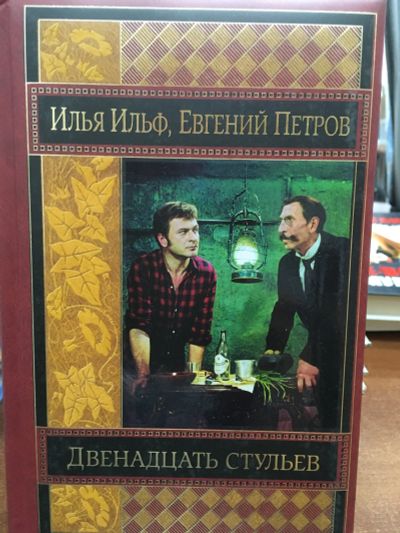 Илья Ильф, Евгений Петров
Двенадцать стульев